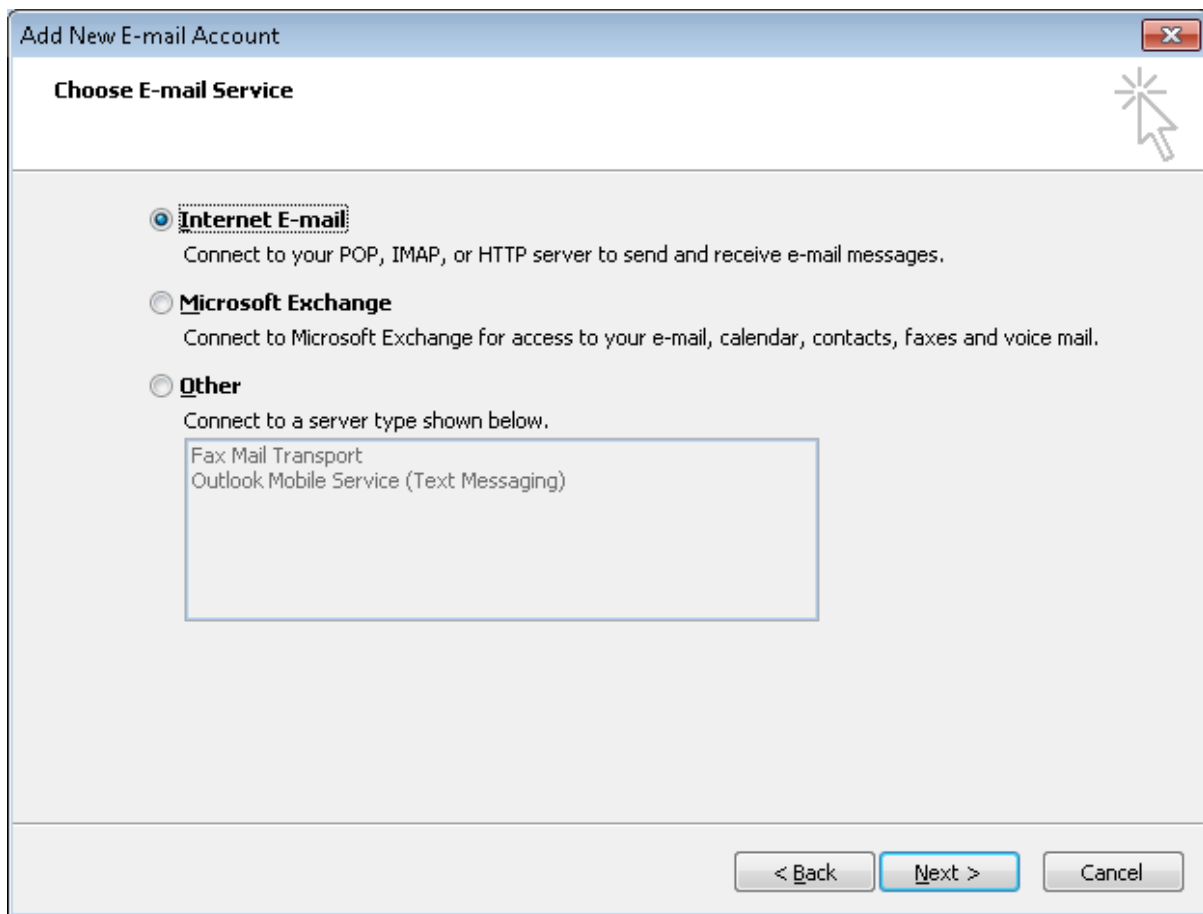 Add New E-mail Account
Choose E-mail Service
Internet E-mail
Connect to your POP, IMAP, or HTTP server to send and receive e-mail messages.
Microsoft Exchange
Connect to Microsoft Exchange for access to your e-mail, calendar, contacts, faxes and voice mail.
Other
Connect to a server type shown below.
Fax Mail Transport
Outlook Mobile Service (Text Messaging)
< Back Next > Cancel